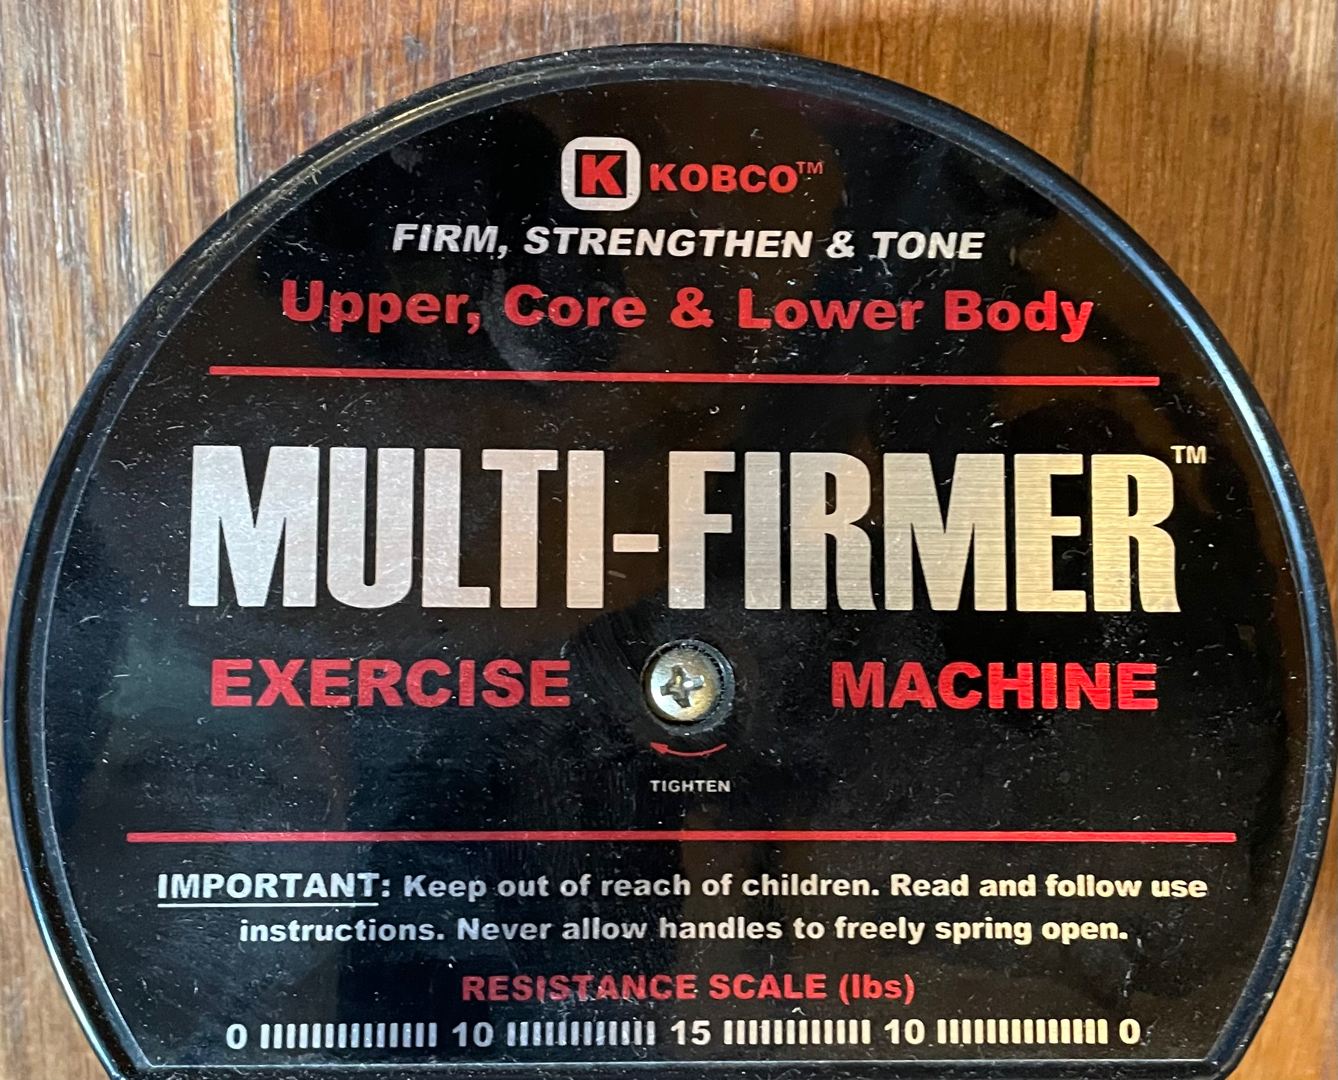 K KOBCO™
FIRM, STRENGTHEN & TONE
Upper, Core & Lower Body
MULTI-FIRMER™
EXERCISE MACHINE
TIGHTEN
IMPORTANT: Keep out of reach of children. Read and follow use
instructions. Never allow handles to freely spring open.
RESISTANCE SCALE (lbs)
0 10 15 10 0